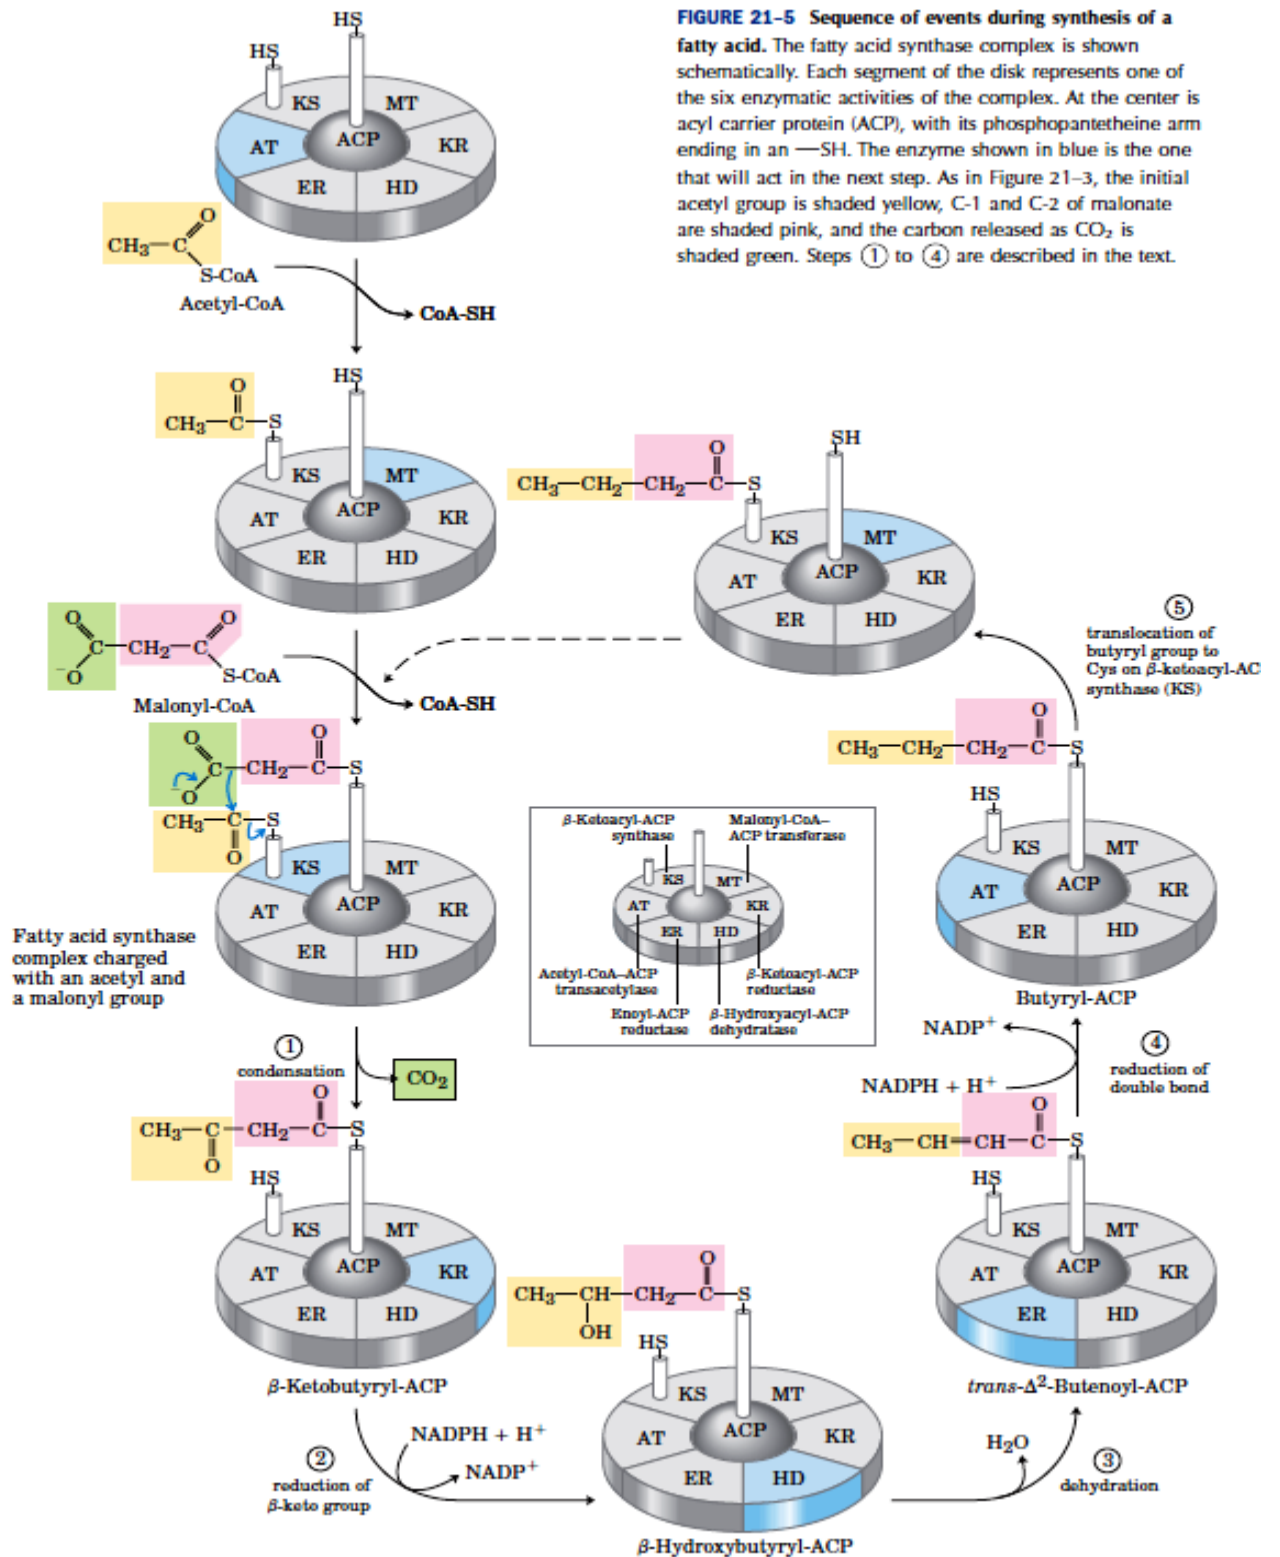 FIGURE 21–5 Sequence of events during synthesis of a
fatty acid. The fatty acid synthase complex is shown
schematically. Each segment of the disk represents one of
the six enzymatic activities of the complex. At the center is
acyl carrier protein (ACP), with its phosphopantetheine arm
ending in an —SH. The enzyme shown in blue is the one
that will act in the next step. As in Figure 21–3, the initial
acetyl group is shaded yellow, C-1 and C-2 of malonate
are shaded pink, and the carbon released as CO₂ is
shaded green. Steps ① to ④ are described in the text.
HS
HS
KS MT
AT ACP KR
ER HD
O
CH₃—C
S-CoA
Acetyl-CoA
CoA-SH
HS
O
CH₃—C—S
KS MT
AT ACP KR
ER HD
O O
C—CH₂—C
⁻O S-CoA
Malonyl-CoA
CoA-SH
O O
C—CH₂—C—S
⁻O
CH₃—C—S
O
KS MT
AT ACP KR
ER HD
Fatty acid synthase
complex charged
with an acetyl and
a malonyl group
①
condensation
CO₂
O
CH₃—C—CH₂—C—S
O
HS
KS MT
AT ACP KR
ER HD
β-Ketobutyryl-ACP
②
reduction of
β-keto group
NADPH + H⁺
NADP⁺
O
CH₃—CH—CH₂—C—S
OH
HS
KS MT
AT ACP KR
ER HD
β-Hydroxybutyryl-ACP
H₂O
③
dehydration
O
CH₃—CH=CH—C—S
HS
KS MT
AT ACP KR
ER HD
trans-Δ²-Butenoyl-ACP
NADPH + H⁺
NADP⁺
④
reduction of
double bond
O
CH₃—CH₂—CH₂—C—S
HS
KS MT
AT ACP KR
ER HD
Butyryl-ACP
⑤
translocation of
butyryl group to
Cys on β-ketoacyl-AC
synthase (KS)
SH
O
CH₃—CH₂—CH₂—C—S
KS MT
AT ACP KR
ER HD
β-Ketoacyl-ACP
synthase
Malonyl-CoA–
ACP transferase
KS MT
AT KR
ER HD
Acetyl-CoA–ACP
transacetylase
β-Ketoacyl-ACP
reductase
Enoyl-ACP
reductase
β-Hydroxyacyl-ACP
dehydratase